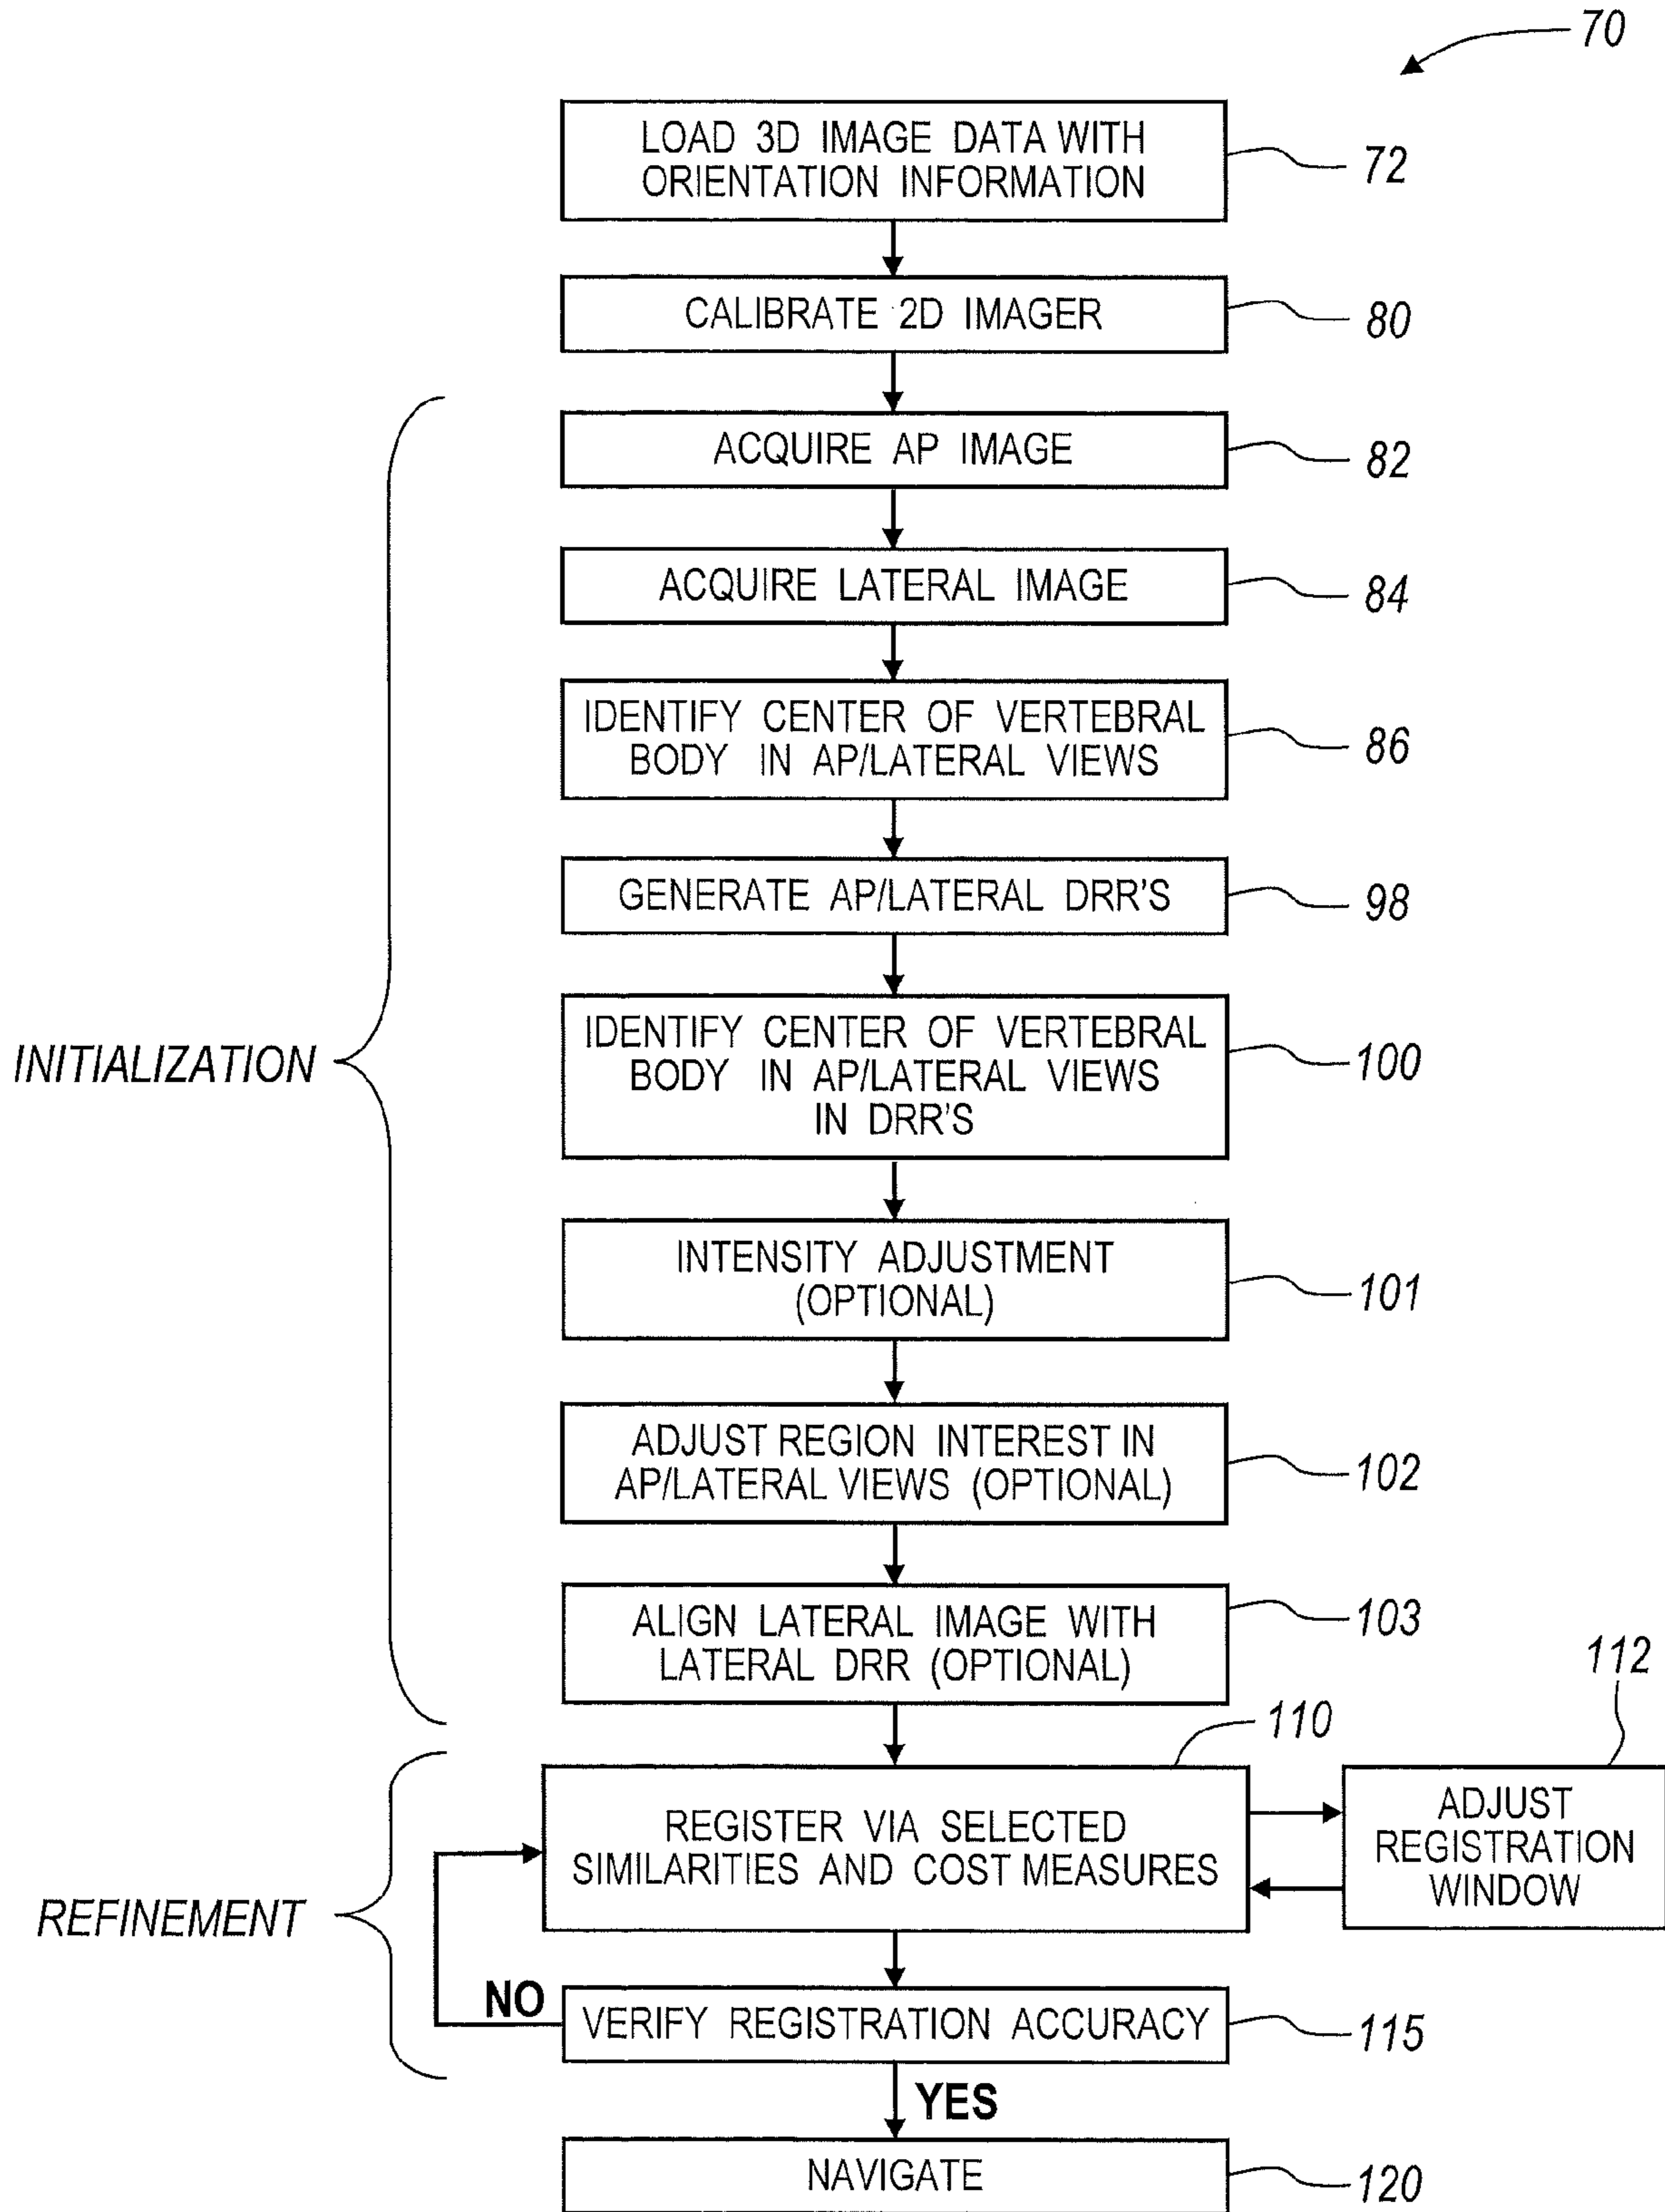 70
LOAD 3D IMAGE DATA WITH
ORIENTATION INFORMATION
72
CALIBRATE 2D IMAGER
80
ACQUIRE AP IMAGE
82
ACQUIRE LATERAL IMAGE
84
IDENTIFY CENTER OF VERTEBRAL
BODY IN AP/LATERAL VIEWS
86
GENERATE AP/LATERAL DRR'S
98
INITIALIZATION
IDENTIFY CENTER OF VERTEBRAL
BODY IN AP/LATERAL VIEWS
IN DRR'S
100
INTENSITY ADJUSTMENT
(OPTIONAL)
101
ADJUST REGION INTEREST IN
AP/LATERAL VIEWS (OPTIONAL)
102
ALIGN LATERAL IMAGE WITH
LATERAL DRR (OPTIONAL)
103
REFINEMENT
110
REGISTER VIA SELECTED
SIMILARITIES AND COST MEASURES
112
ADJUST
REGISTRATION
WINDOW
NO
VERIFY REGISTRATION ACCURACY
115
YES
NAVIGATE
120